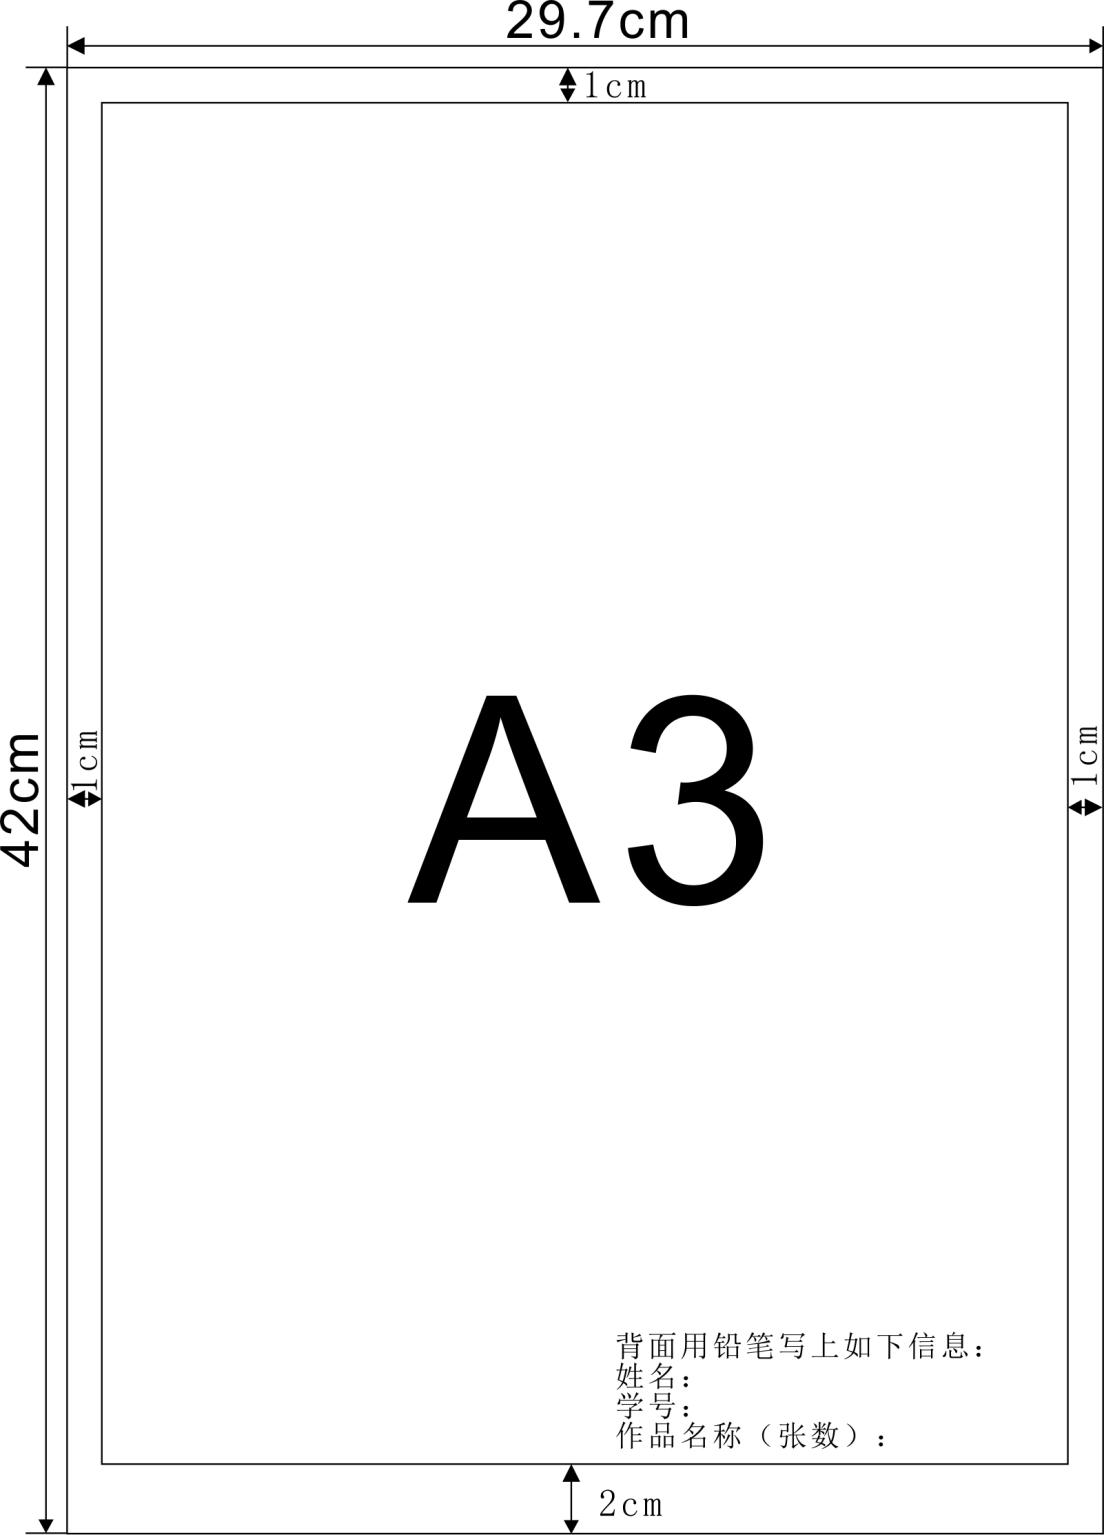 29.7cm
1cm
42cm
1cm
1cm
A3
背面用铅笔写上如下信息：
姓名：
学号：
作品名称（张数）：
2cm